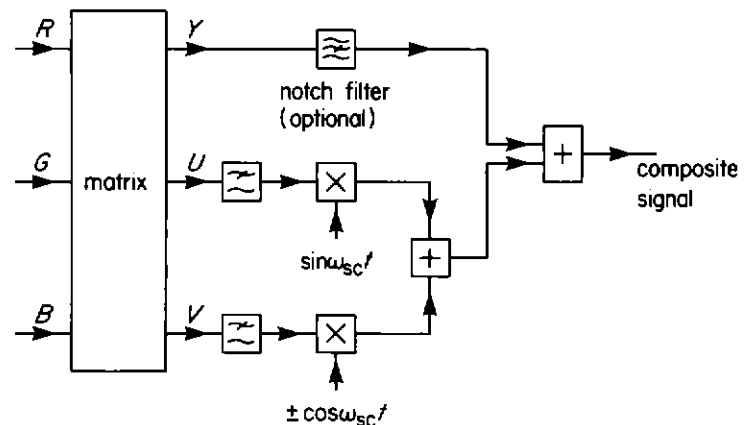 R
Y
notch filter
(optional)
G
matrix
U
×
+
composite
signal
sinω_sc t
+
B
V
×
± cosω_sc t